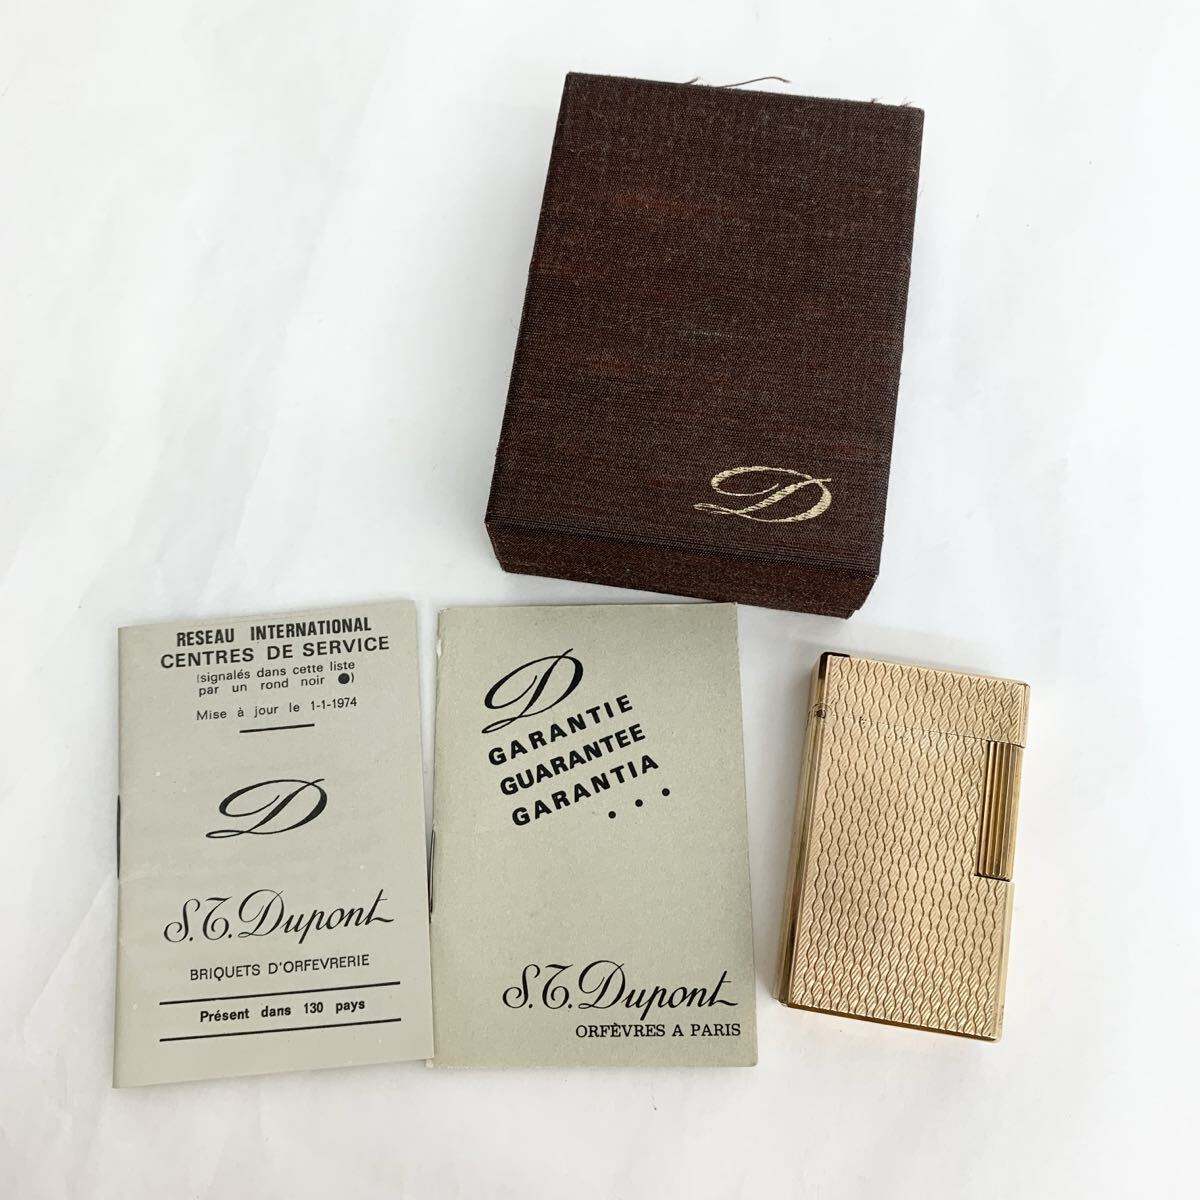 D
RESEAU INTERNATIONAL
CENTRES DE SERVICE
(signalés dans cette liste
par un rond noir ●)
Mise à jour le 1-1-1974
D
S.T. Dupont
BRIQUETS D'ORFEVRERIE
Présent dans 130 pays
D
GARANTIE
GUARANTEE
GARANTIA
...
S.T. Dupont
ORFÈVRES A PARIS